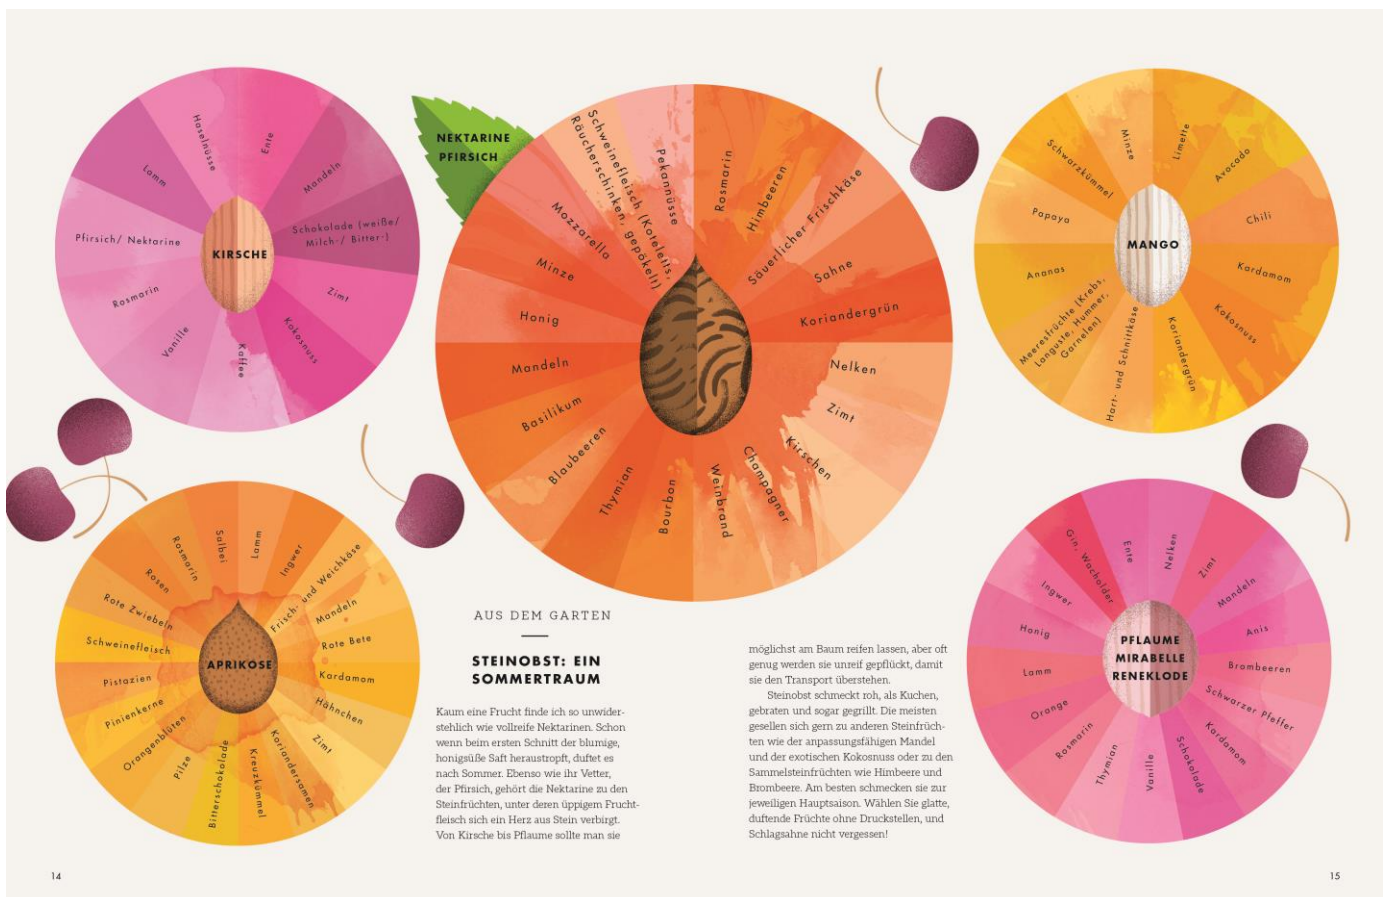 KIRSCHE
Ente
Mandeln
Schokolade (weiße/
Milch-/ Bitter-)
Zimt
Kokosnuss
Kaffee
Vanille
Rosmarin
Pfirsich/ Nektarine
Lamm
Haselnüsse
NEKTARINE
PFIRSICH
Rosmarin
Himbeeren
Säuerlicher Frischkäse
Sahne
Koriandergrün
Nelken
Zimt
Kirschen
Champagner
Weinbrand
Bourbon
Thymian
Blaubeeren
Basilikum
Mandeln
Honig
Minze
Mozzarella
Schweinefleisch (Koteletts,
Räucherschinken, gepökelt)
Pekannüsse
MANGO
Limette
Avocado
Chili
Kardamom
Kokosnuss
Koriandergrün
Hart- und Schnittkäse
Meeresfrüchte (Krebs,
Languste, Hummer,
Garnelen)
Ananas
Papaya
Schwarzkümmel
Minze
APRIKOSE
Lamm
Ingwer
Frisch- und Weichkäse
Mandeln
Rote Bete
Kardamom
Hähnchen
Zimt
Koriandersamen
Kreuzkümmel
Bitterschokolade
Pilze
Orangenblüten
Pinienkerne
Pistazien
Schweinefleisch
Rote Zwiebeln
Rosen
Rosmarin
Salbei
PFLAUME
MIRABELLE
RENEKLODE
Nelken
Zimt
Mandeln
Anis
Brombeeren
Schwarzer Pfeffer
Kardamom
Schokolade
Vanille
Thymian
Rosmarin
Orange
Lamm
Honig
Ingwer
Gin, Wacholder
Ente
AUS DEM GARTEN
STEINOBST: EIN
SOMMERTRAUM
Kaum eine Frucht finde ich so unwider-
stehlich wie vollreife Nektarinen. Schon
wenn beim ersten Schnitt der blumige,
honigsüße Saft heraustropft, duftet es
nach Sommer. Ebenso wie ihr Vetter,
der Pfirsich, gehört die Nektarine zu den
Steinfrüchten, unter deren üppigem Frucht-
fleisch sich ein Herz aus Stein verbirgt.
Von Kirsche bis Pflaume sollte man sie
möglichst am Baum reifen lassen, aber oft
genug werden sie unreif gepflückt, damit
sie den Transport überstehen.
Steinobst schmeckt roh, als Kuchen,
gebraten und sogar gegrillt. Die meisten
gesellen sich gern zu anderen Steinfrüch-
ten wie der anpassungsfähigen Mandel
und der exotischen Kokosnuss oder zu den
Sammelsteinfrüchten wie Himbeere und
Brombeere. Am besten schmecken sie zur
jeweiligen Hauptsaison. Wählen Sie glatte,
duftende Früchte ohne Druckstellen, und
Schlagsahne nicht vergessen!
14
15